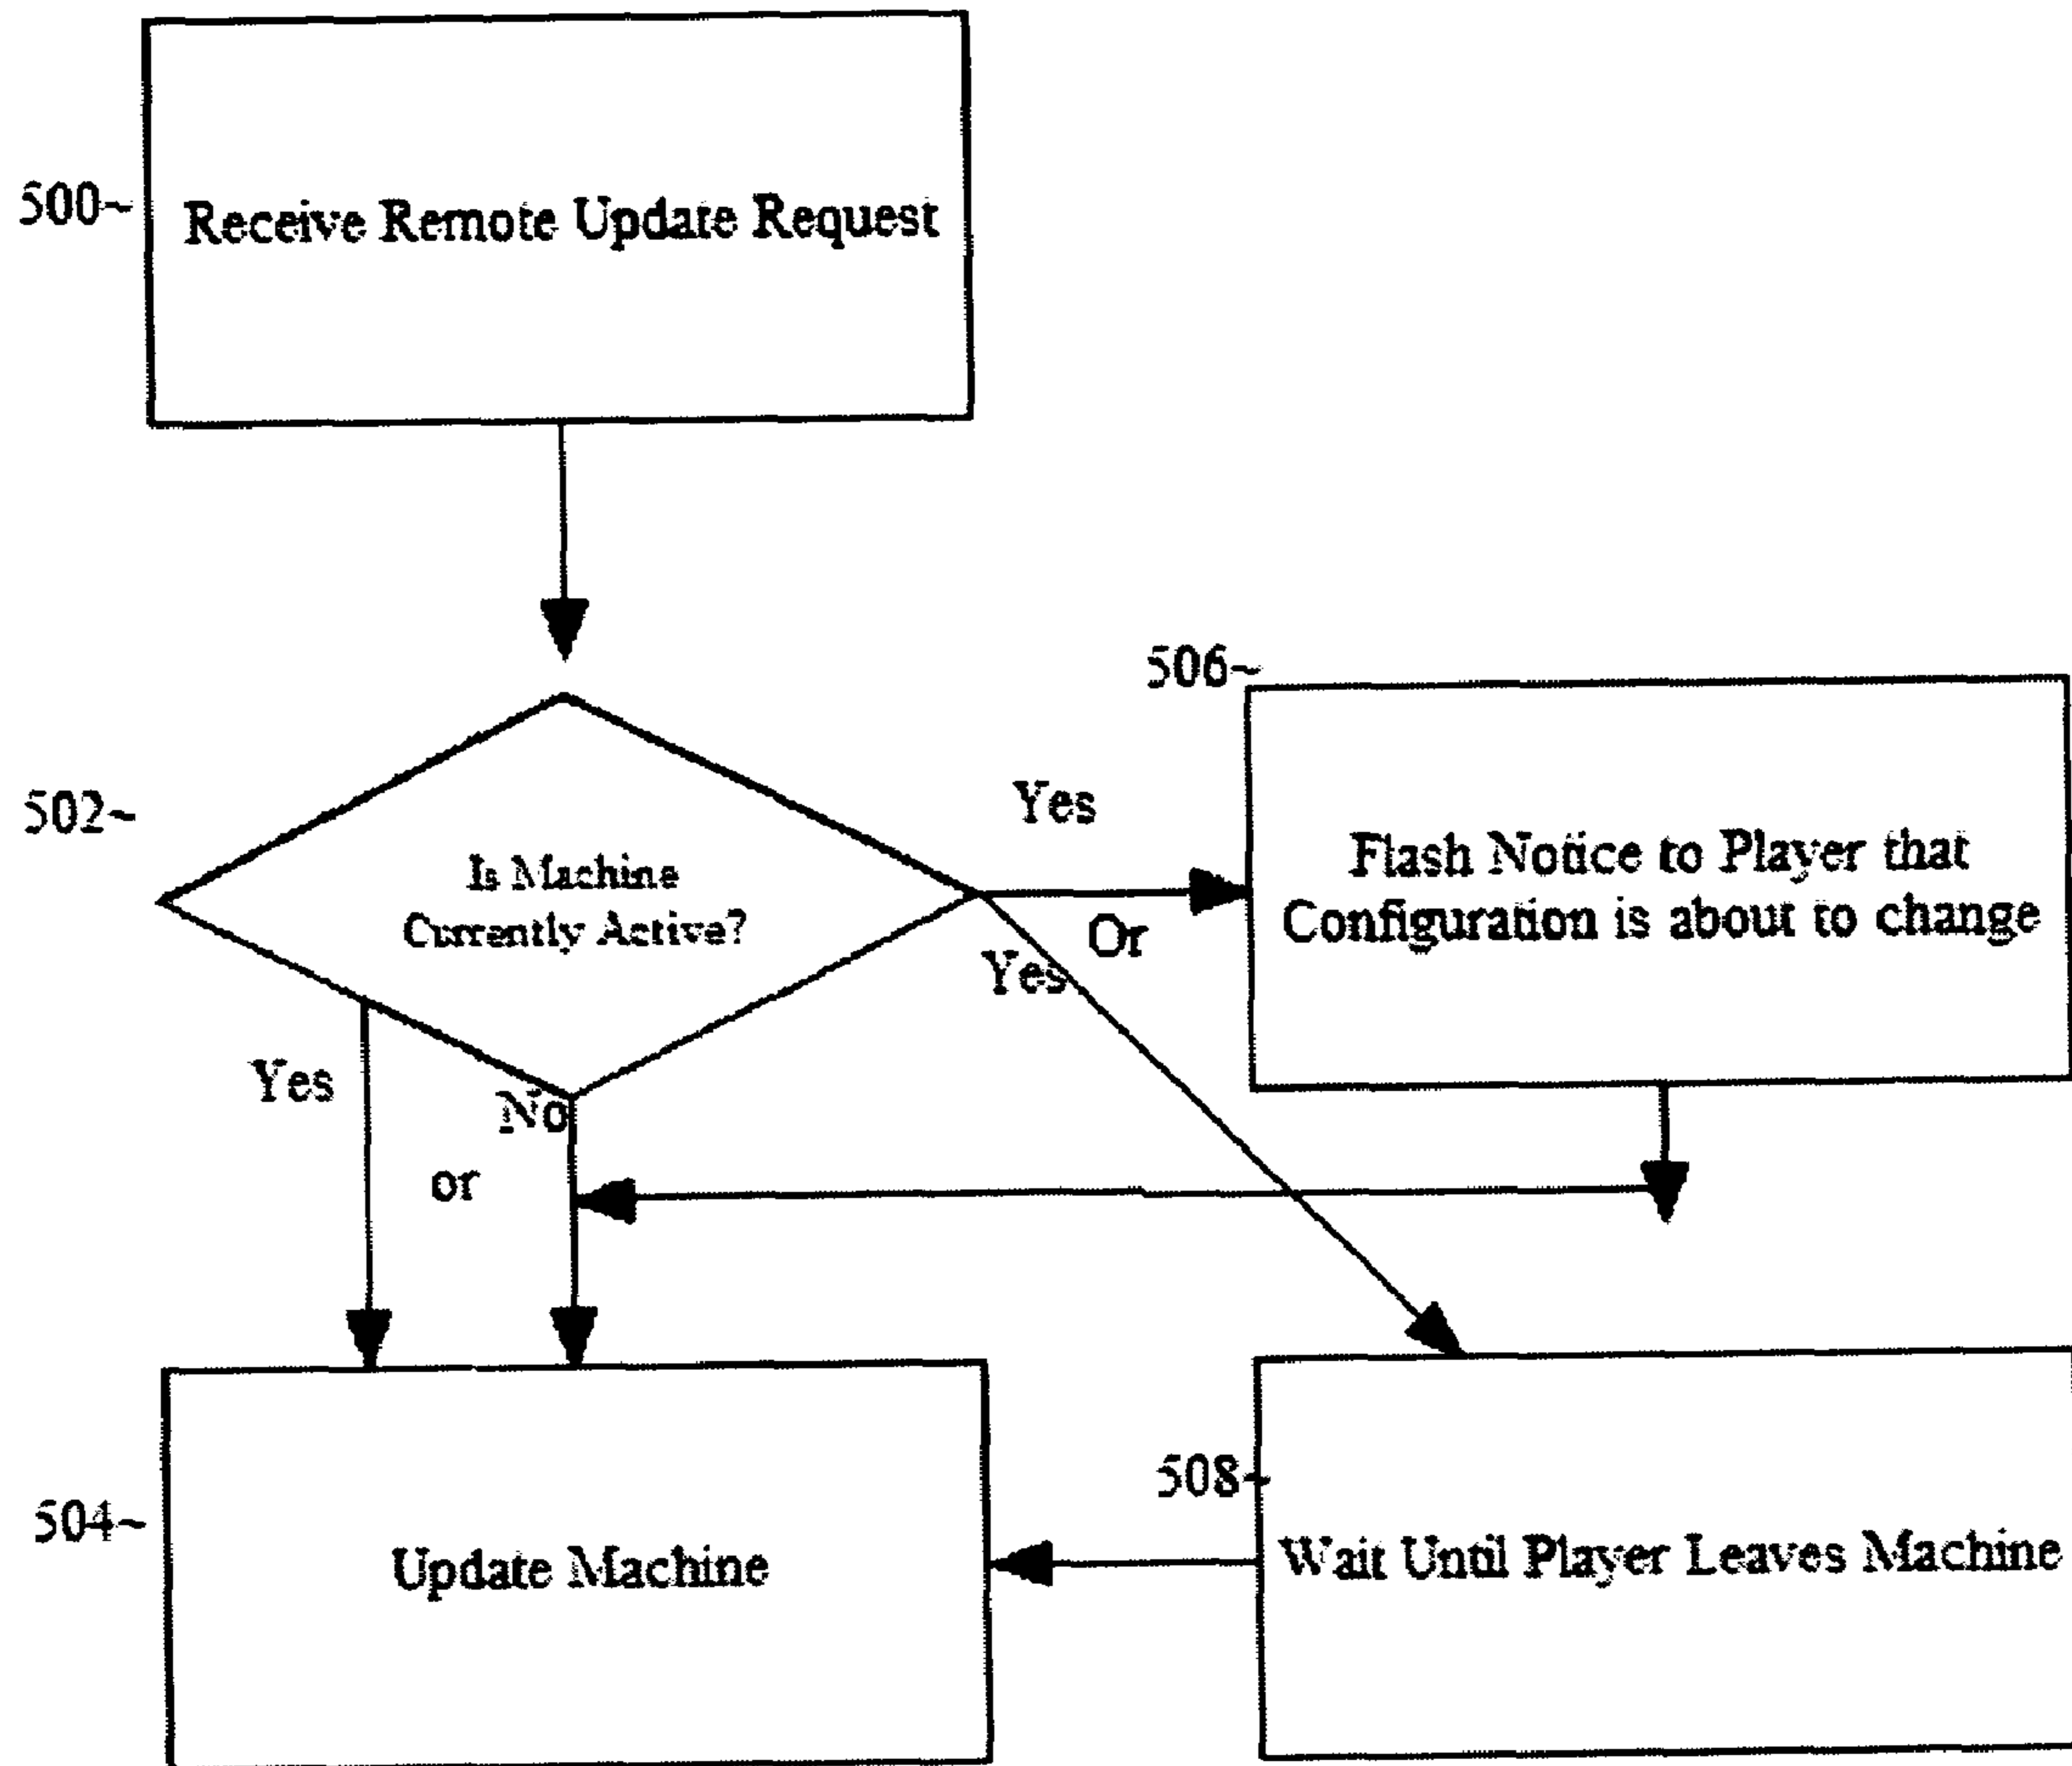 500~
Receive Remote Update Request
506~
502~
Yes
Is Machine
Currently Active?
Flash Notice to Player that
Configuration is about to change
Or
Yes
Yes
No
or
508~
504~
Update Machine
Wait Until Player Leaves Machine